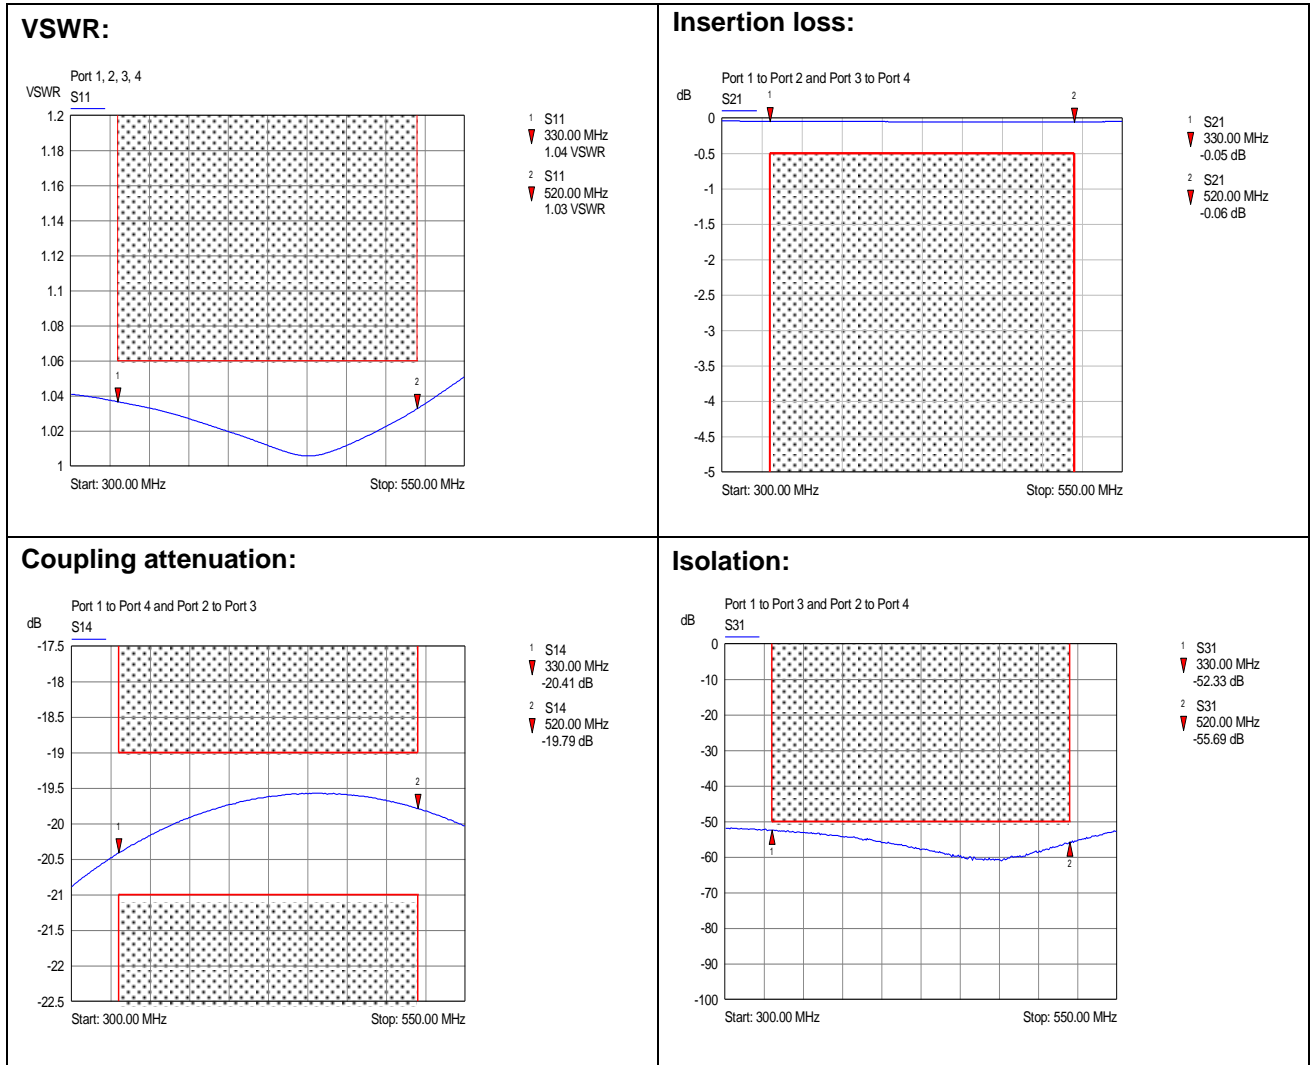 VSWR:
Port 1, 2, 3, 4
VSWR
S11
1.2
1.18
1.16
1.14
1.12
1.1
1.08
1.06
1.04
1.02
1
1
2
Start: 300.00 MHz
Stop: 550.00 MHz
1 S11
330.00 MHz
1.04 VSWR
2 S11
520.00 MHz
1.03 VSWR
Insertion loss:
Port 1 to Port 2 and Port 3 to Port 4
dB
S21
1
2
0
-0.5
-1
-1.5
-2
-2.5
-3
-3.5
-4
-4.5
-5
Start: 300.00 MHz
Stop: 550.00 MHz
1 S21
330.00 MHz
-0.05 dB
2 S21
520.00 MHz
-0.06 dB
Coupling attenuation:
Port 1 to Port 4 and Port 2 to Port 3
dB
S14
-17.5
-18
-18.5
-19
-19.5
-20
-20.5
-21
-21.5
-22
-22.5
1
2
Start: 300.00 MHz
Stop: 550.00 MHz
1 S14
330.00 MHz
-20.41 dB
2 S14
520.00 MHz
-19.79 dB
Isolation:
Port 1 to Port 3 and Port 2 to Port 4
dB
S31
0
-10
-20
-30
-40
-50
-60
-70
-80
-90
-100
1
2
Start: 300.00 MHz
Stop: 550.00 MHz
1 S31
330.00 MHz
-52.33 dB
2 S31
520.00 MHz
-55.69 dB